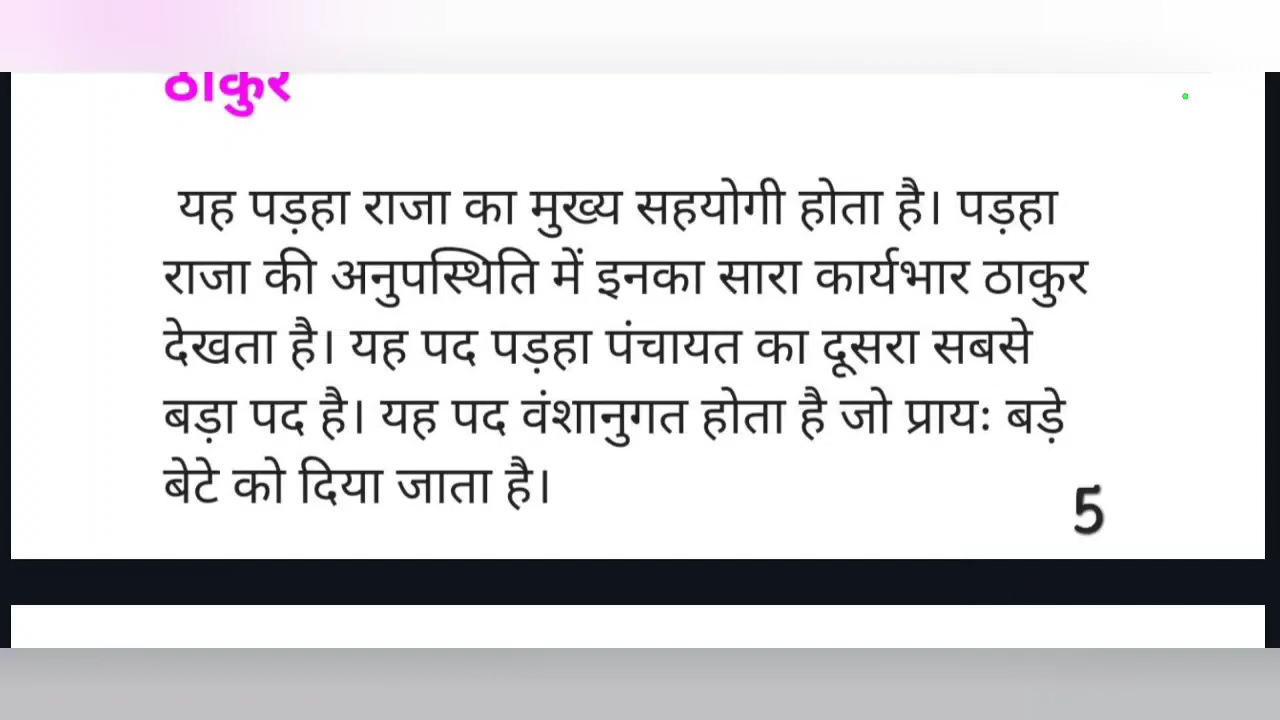 ठाकुर
यह पड़हा राजा का मुख्य सहयोगी होता है। पड़हा
राजा की अनुपस्थिति में इनका सारा कार्यभार ठाकुर
देखता है। यह पद पड़हा पंचायत का दूसरा सबसे
बड़ा पद है। यह पद वंशानुगत होता है जो प्रायः बड़े
बेटे को दिया जाता है।
5